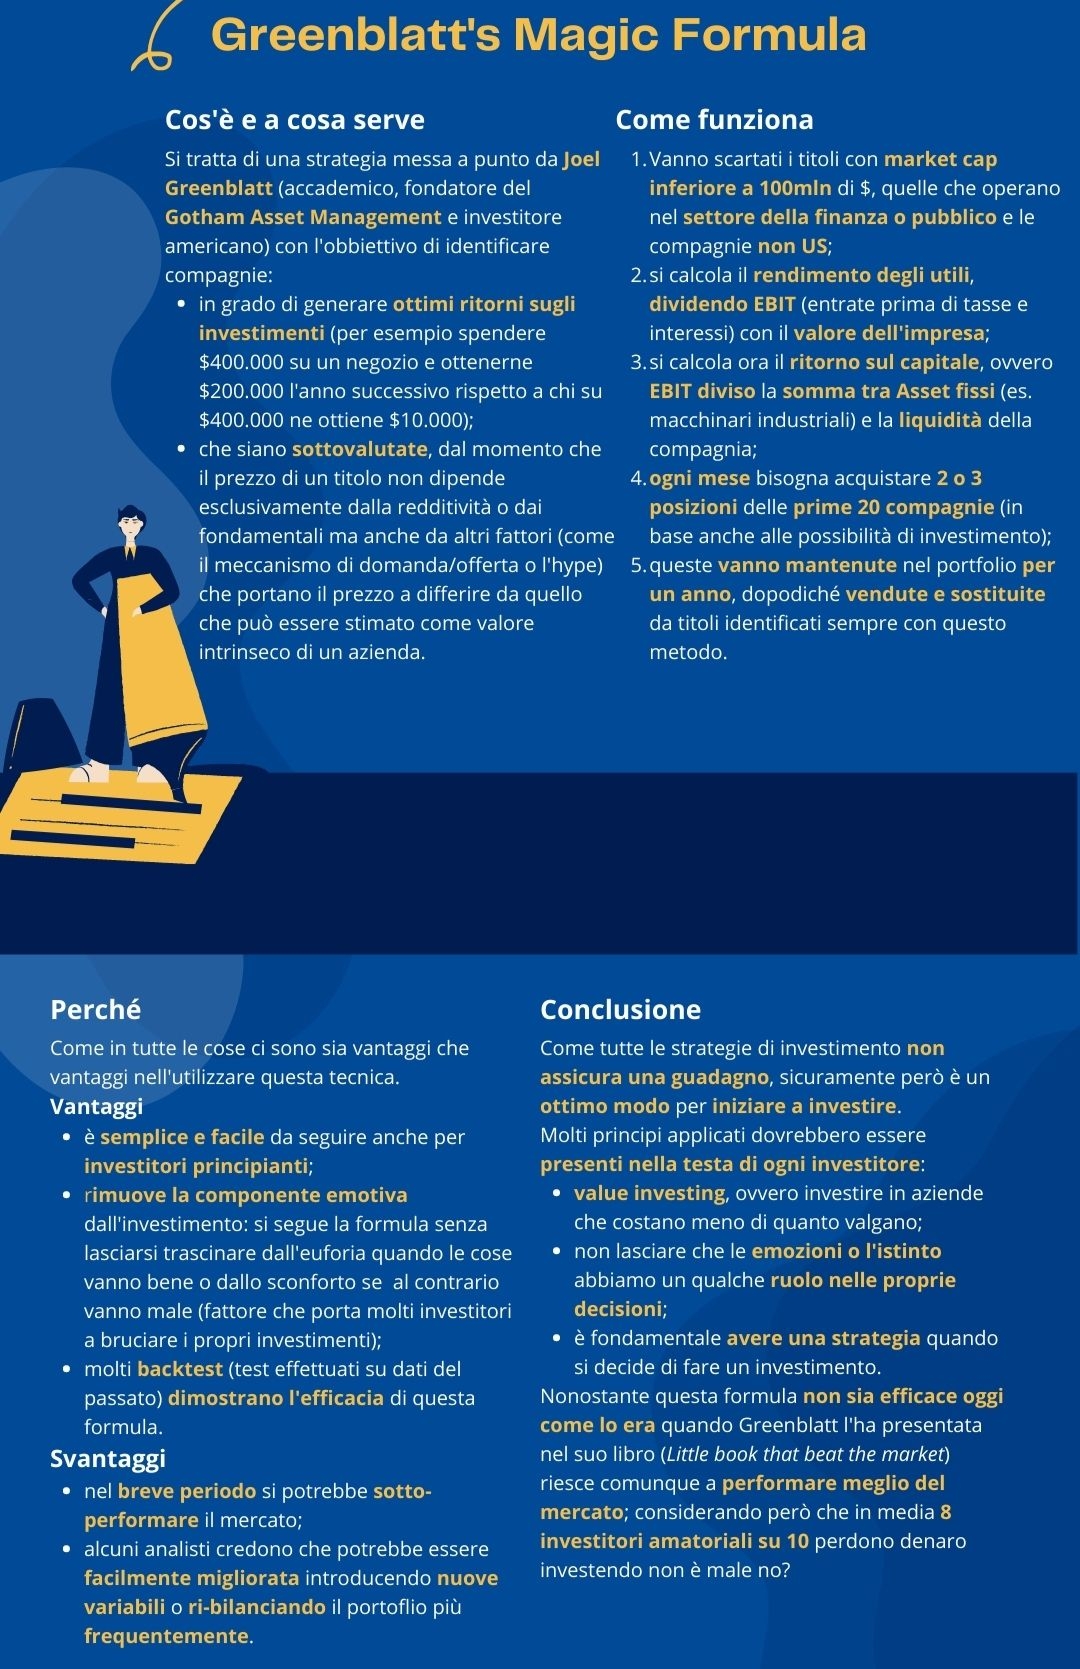 Greenblatt's Magic Formula
Cos'è e a cosa serve
Si tratta di una strategia messa a punto da Joel
Greenblatt (accademico, fondatore del
Gotham Asset Management e investitore
americano) con l'obbiettivo di identificare
compagnie:
• in grado di generare ottimi ritorni sugli
investimenti (per esempio spendere
$400.000 su un negozio e ottenerne
$200.000 l'anno successivo rispetto a chi su
$400.000 ne ottiene $10.000);
• che siano sottovalutate, dal momento che
il prezzo di un titolo non dipende
esclusivamente dalla redditività o dai
fondamentali ma anche da altri fattori (come
il meccanismo di domanda/offerta o l'hype)
che portano il prezzo a differire da quello
che può essere stimato come valore
intrinseco di un azienda.
Come funziona
1. Vanno scartati i titoli con market cap
inferiore a 100mln di $, quelle che operano
nel settore della finanza o pubblico e le
compagnie non US;
2. si calcola il rendimento degli utili,
dividendo EBIT (entrate prima di tasse e
interessi) con il valore dell'impresa;
3. si calcola ora il ritorno sul capitale, ovvero
EBIT diviso la somma tra Asset fissi (es.
macchinari industriali) e la liquidità della
compagnia;
4. ogni mese bisogna acquistare 2 o 3
posizioni delle prime 20 compagnie (in
base anche alle possibilità di investimento);
5. queste vanno mantenute nel portfolio per
un anno, dopodiché vendute e sostituite
da titoli identificati sempre con questo
metodo.
Perché
Come in tutte le cose ci sono sia vantaggi che
vantaggi nell'utilizzare questa tecnica.
Vantaggi
• è semplice e facile da seguire anche per
investitori principianti;
• rimuove la componente emotiva
dall'investimento: si segue la formula senza
lasciarsi trascinare dall'euforia quando le cose
vanno bene o dallo sconforto se al contrario
vanno male (fattore che porta molti investitori
a bruciare i propri investimenti);
• molti backtest (test effettuati su dati del
passato) dimostrano l'efficacia di questa
formula.
Svantaggi
• nel breve periodo si potrebbe sotto-
performare il mercato;
• alcuni analisti credono che potrebbe essere
facilmente migliorata introducendo nuove
variabili o ri-bilanciando il portoflio più
frequentemente.
Conclusione
Come tutte le strategie di investimento non
assicura una guadagno, sicuramente però è un
ottimo modo per iniziare a investire.
Molti principi applicati dovrebbero essere
presenti nella testa di ogni investitore:
• value investing, ovvero investire in aziende
che costano meno di quanto valgano;
• non lasciare che le emozioni o l'istinto
abbiamo un qualche ruolo nelle proprie
decisioni;
• è fondamentale avere una strategia quando
si decide di fare un investimento.
Nonostante questa formula non sia efficace oggi
come lo era quando Greenblatt l'ha presentata
nel suo libro (Little book that beat the market)
riesce comunque a performare meglio del
mercato; considerando però che in media 8
investitori amatoriali su 10 perdono denaro
investendo non è male no?